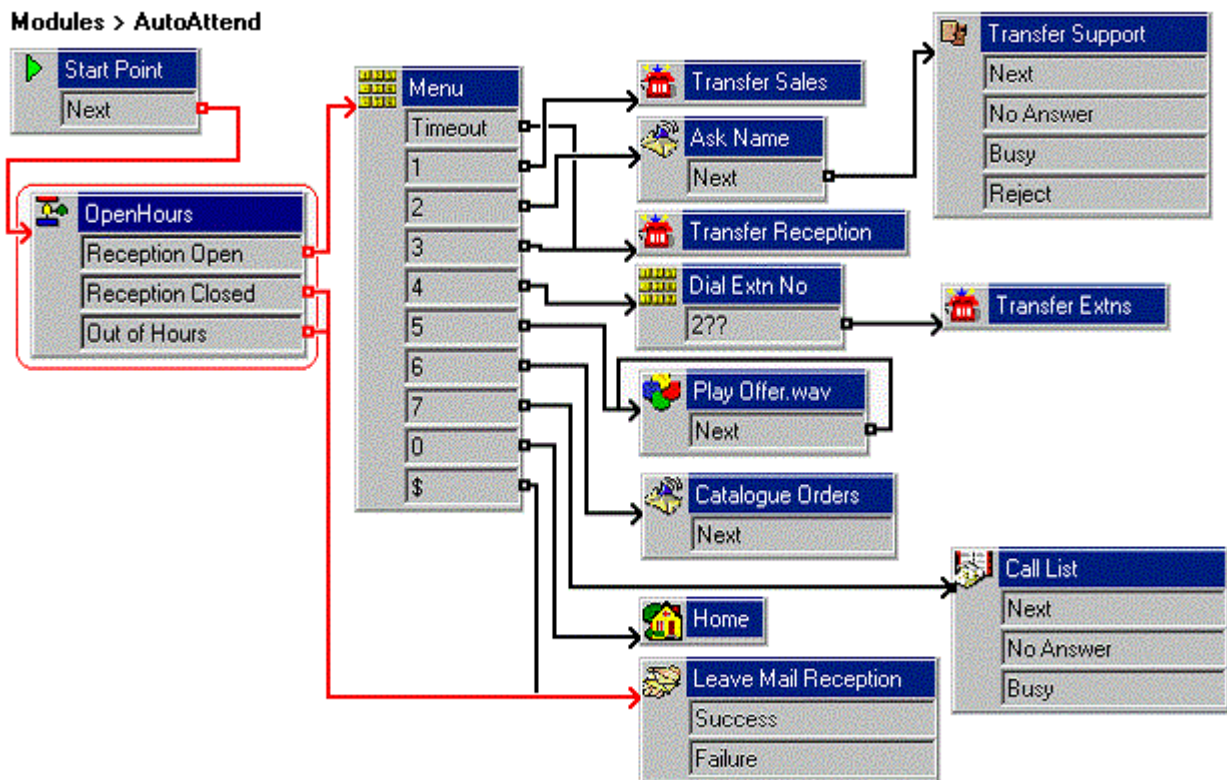 Modules > AutoAttend
Start Point
Next
OpenHours
Reception Open
Reception Closed
Out of Hours
Menu
Timeout
1
2
3
4
5
6
7
0
$
Transfer Sales
Ask Name
Next
Transfer Reception
Dial Extn No
2??
Play Offer.wav
Next
Catalogue Orders
Next
Home
Leave Mail Reception
Success
Failure
Transfer Support
Next
No Answer
Busy
Reject
Transfer Extns
Call List
Next
No Answer
Busy